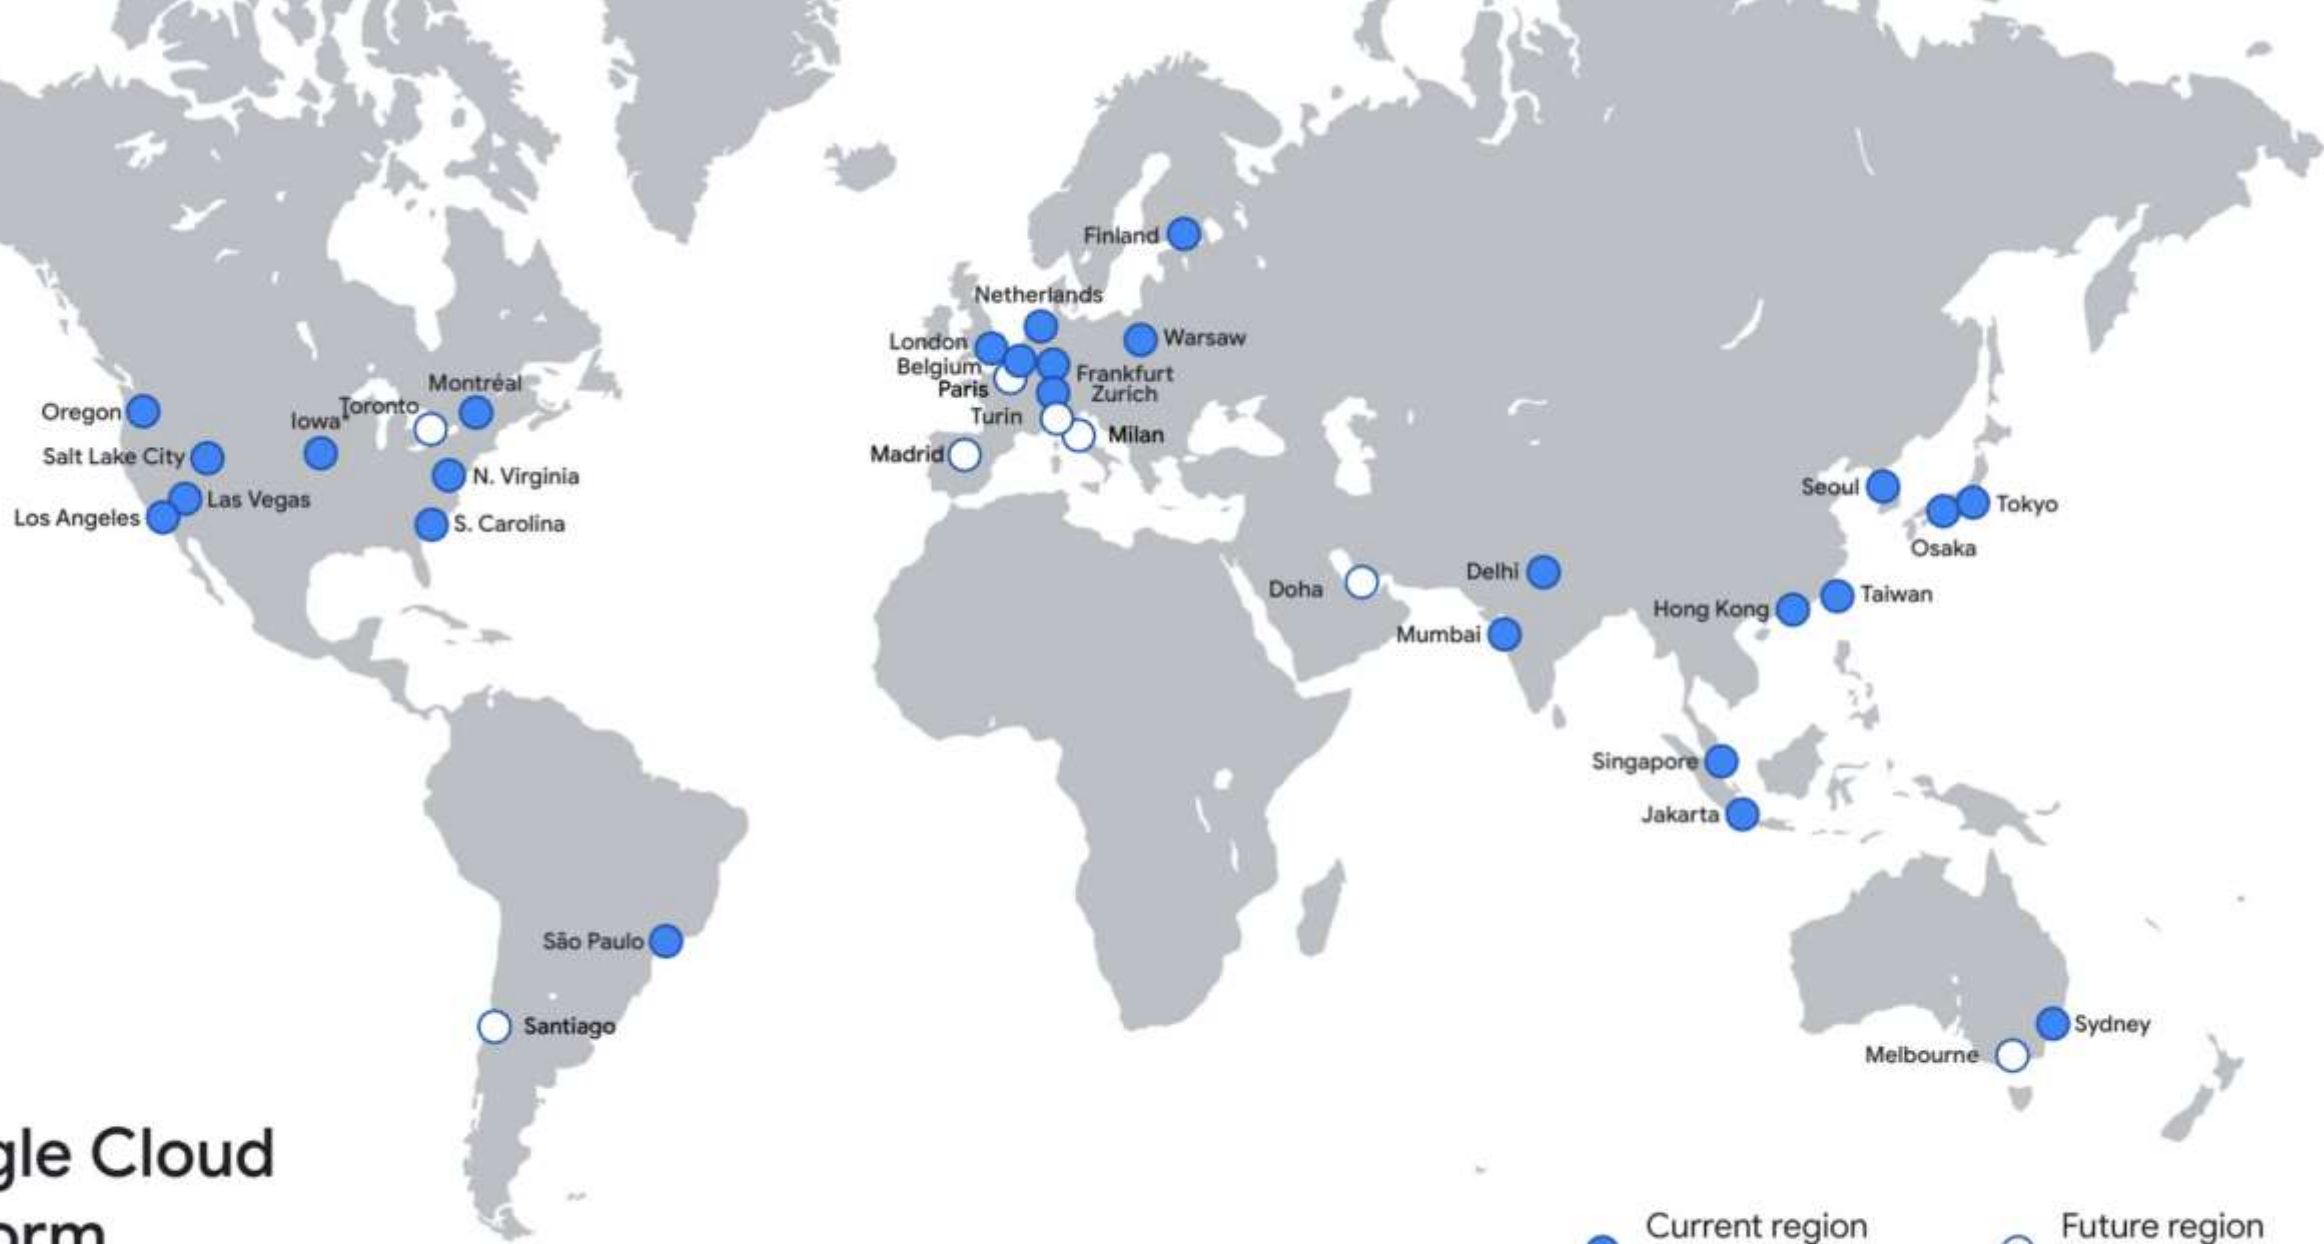 Finland
Netherlands
London
Warsaw
Belgium
Frankfurt
Paris
Zurich
Montréal
Toronto
Oregon
Iowa*
Turin
Milan
Salt Lake City
Madrid
N. Virginia
Las Vegas
Los Angeles
S. Carolina
Seoul
Tokyo
Osaka
Doha
Delhi
Taiwan
Hong Kong
Mumbai
Singapore
Jakarta
São Paulo
Santiago
Sydney
Melbourne
gle Cloud
orm
Current region
Future region